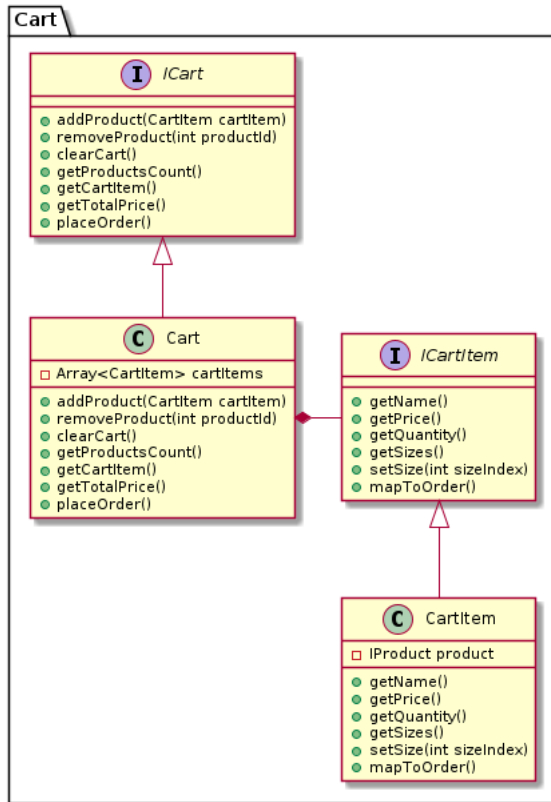 Cart
I ICart
addProduct(CartItem cartItem)
removeProduct(int productId)
clearCart()
getProductsCount()
getCartItem()
getTotalPrice()
placeOrder()
C Cart
Array<CartItem> cartItems
addProduct(CartItem cartItem)
removeProduct(int productId)
clearCart()
getProductsCount()
getCartItem()
getTotalPrice()
placeOrder()
I ICartItem
getName()
getPrice()
getQuantity()
getSizes()
setSize(int sizeIndex)
mapToOrder()
C CartItem
IProduct product
getName()
getPrice()
getQuantity()
getSizes()
setSize(int sizeIndex)
mapToOrder()